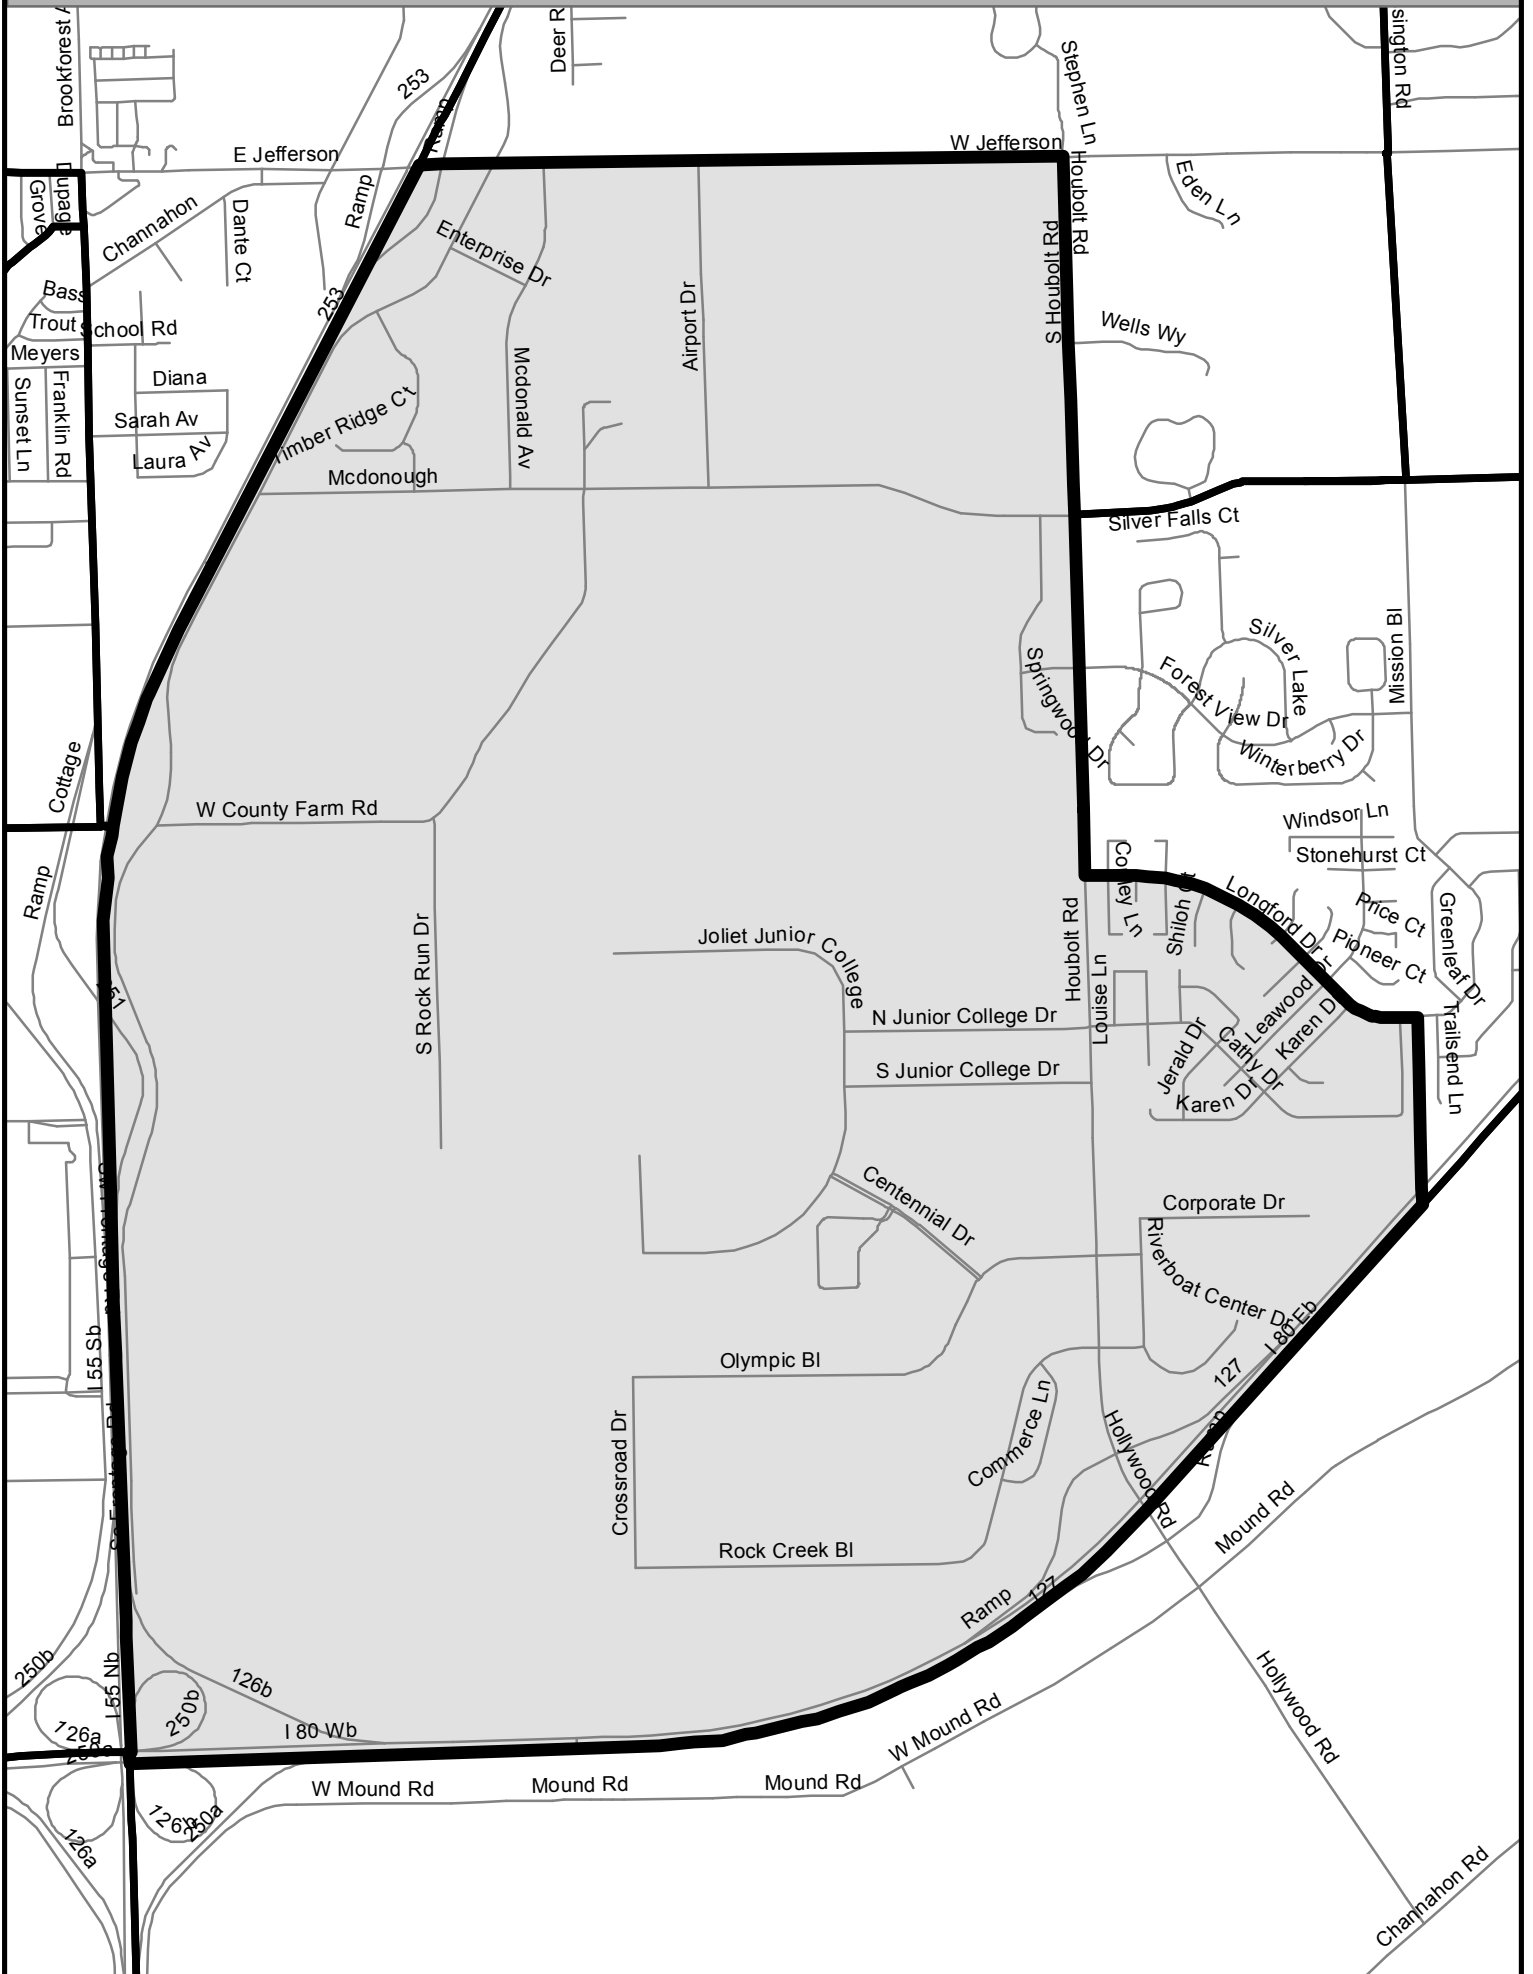 Brookforest
Deer R
Stephen Ln
sington Rd
253
Ramp
E Jefferson
W Jefferson
Houbolt Rd
Eden Ln
Dupage
Grove
Channahon
Dante Ct
Ramp
Enterprise Dr
S Houbolt Rd
Bass
253
Trout
School Rd
Airport Dr
Wells Wy
Meyers
Mcdonald Av
Diana
Sunset Ln
Franklin Rd
Sarah Av
Timber Ridge Ct
Laura Av
Mcdonough
Silver Falls Ct
Mission Bl
Silver Lake
Springwood Dr
Forest View Dr
Winterberry Dr
Cottage
W County Farm Rd
Windsor Ln
Stonehurst Ct
Ramp
Longford Dr
Price Ct
Greenleaf Dr
Shiloh Ct
Houbolt Rd
S Rock Run Dr
Joliet Junior College
Pioneer Ct
Louise Ln
Leawood Dr
N Junior College Dr
Karen D
Trailsend Ln
Jerald Dr
Cathy Dr
S Junior College Dr
Karen Dr
Centennial Dr
Corporate Dr
Riverboat Center Dr
I 80 Eb
I 55 Sb
Olympic Bl
127
Crossroad Dr
Commerce Ln
Hollywood Rd
Ramp
Mound Rd
Rock Creek Bl
Ramp
127
250b
I 55 Nb
126b
250b
Hollywood Rd
126a
I 80 Wb
W Mound Rd
W Mound Rd
Mound Rd
Mound Rd
126b
250a
126a
Channahon Rd